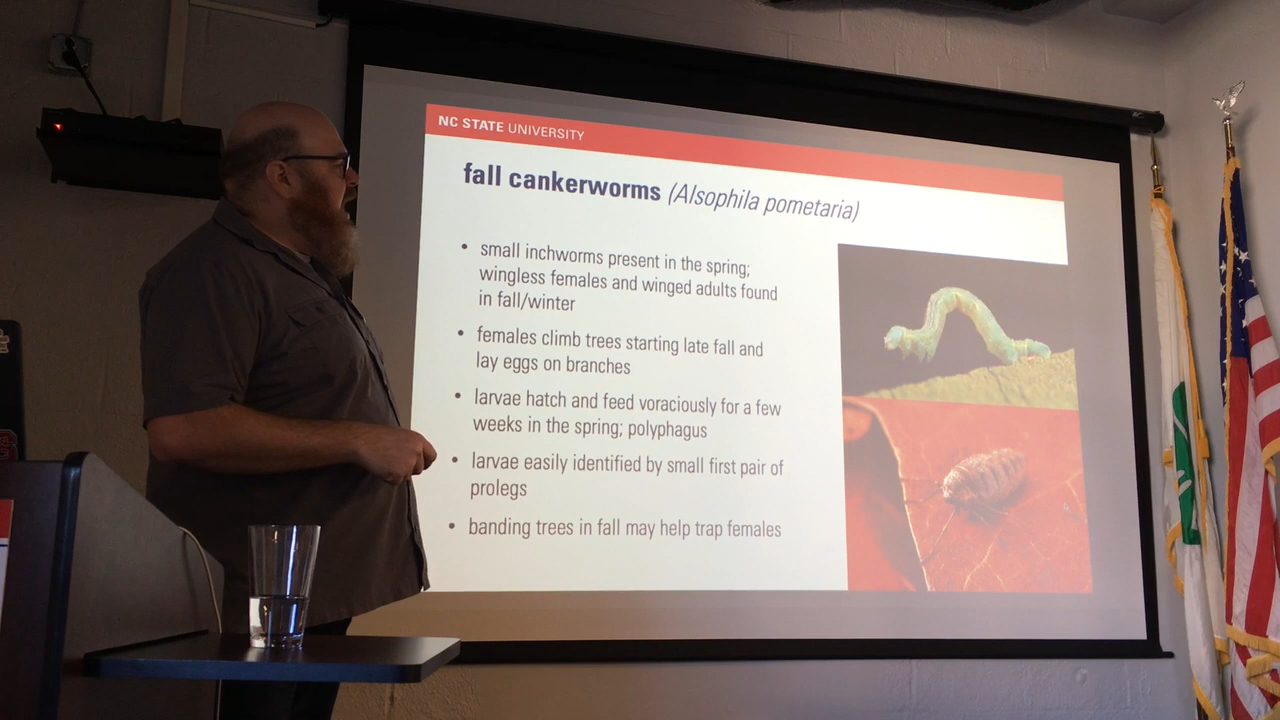 NC STATE UNIVERSITY
fall cankerworms (Alsophila pometaria)
• small inchworms present in the spring;
wingless females and winged adults found
in fall/winter
• females climb trees starting late fall and
lay eggs on branches
• larvae hatch and feed voraciously for a few
weeks in the spring; polyphagus
• larvae easily identified by small first pair of
prolegs
• banding trees in fall may help trap females